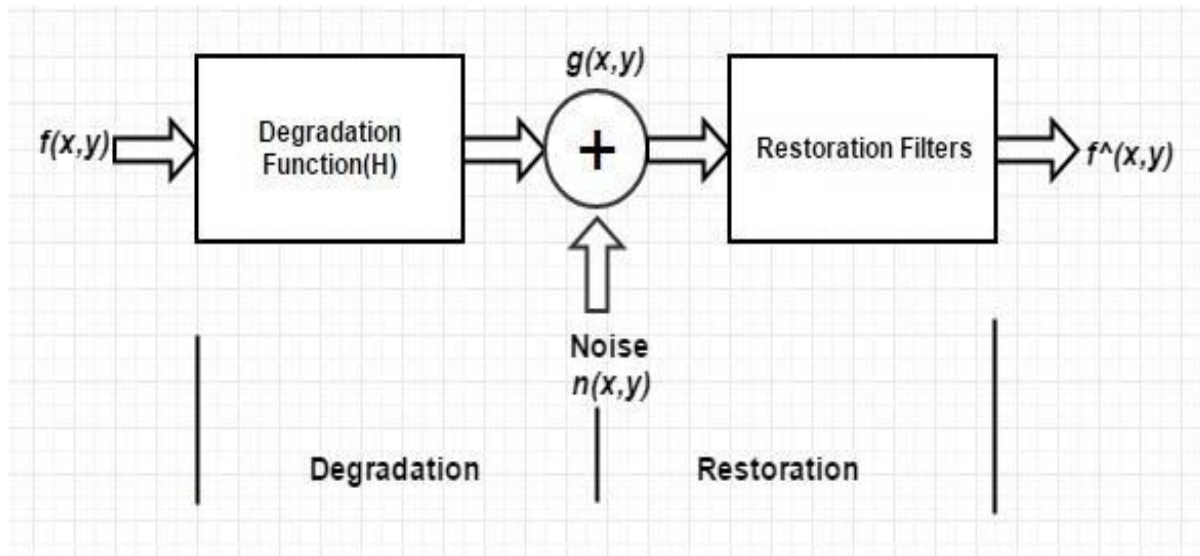 g(x,y)
f(x,y)
Degradation
Function(H)
+
Restoration Filters
f^(x,y)
Noise
n(x,y)
Degradation
Restoration